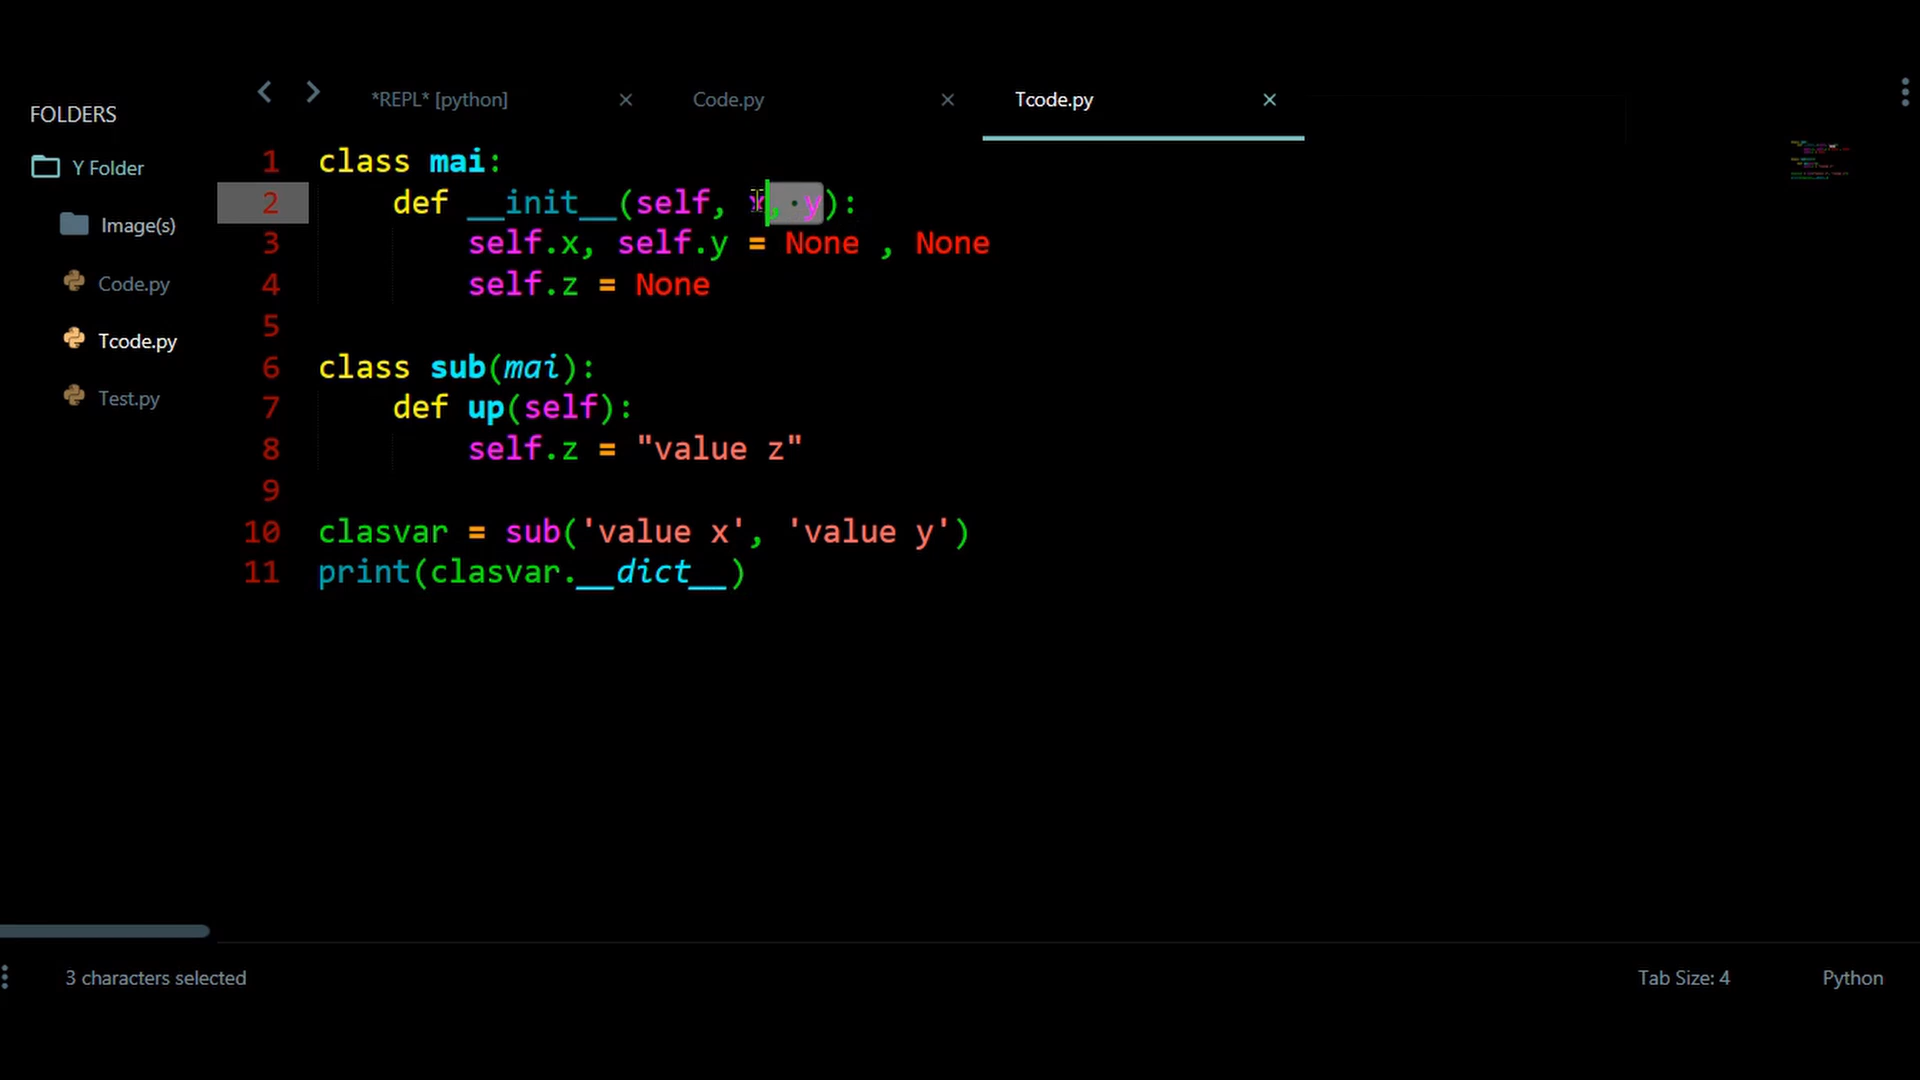 *REPL* [python]
Code.py
Tcode.py
FOLDERS
Y Folder
Image(s)
Code.py
Tcode.py
Test.py
1 class mai:
2 def __init__(self, x, y):
3 self.x, self.y = None , None
4 self.z = None
5
6 class sub(mai):
7 def up(self):
8 self.z = "value z"
9
10 clasvar = sub('value x', 'value y')
11 print(clasvar.__dict__)
3 characters selected
Tab Size: 4
Python